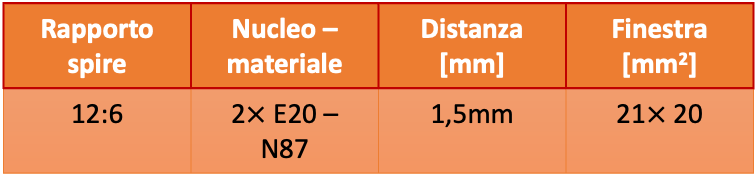 Rapporto
spire
Nucleo –
materiale
Distanza
[mm]
Finestra
[mm²]
12:6
2× E20 –
N87
1,5mm
21× 20